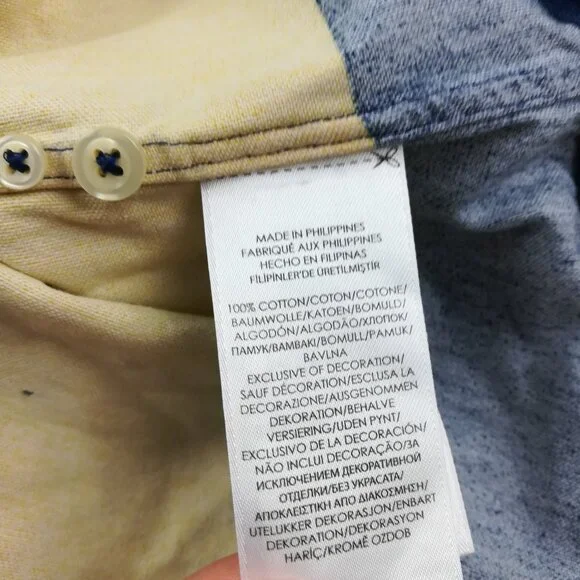 MADE IN PHILIPPINES
FABRIQUÉ AUX PHILIPPINES
HECHO EN FILIPINAS
FİLİPİNLER'DE ÜRETİLMİŞTİR
100% COTTON/COTON/COTONE/
BAUMWOLLE/KATOEN/BOMULD/
ALGODÓN/ALGODÃO/ХЛОПОК/
ПАМУК/ΒΑΜΒΑΚΙ/BOMULL/PAMUK/
BAVLNA
EXCLUSIVE OF DECORATION/
SAUF DÉCORATION/ESCLUSA LA
DECORAZIONE/AUSGENOMMEN
DEKORATION/BEHALVE
VERSIERING/UDEN PYNT/
EXCLUSIVO DE LA DECORACIÓN/
NÃO INCLUI DECORAÇÃO/ЗА
ИСКЛЮЧЕНИЕМ ДЕКОРАТИВНОЙ
ОТДЕЛКИ/БЕЗ УКРАСАТА/
ΑΠΟΚΛΕΙΣΤΙΚΗ ΑΠΟ ΔΙΑΚΟΣΜΗΣΗ/
UTELUKKER DEKORASJON/ENBART
DEKORATION/DEKORASYON
HARİÇ/KROMĚ OZDOB